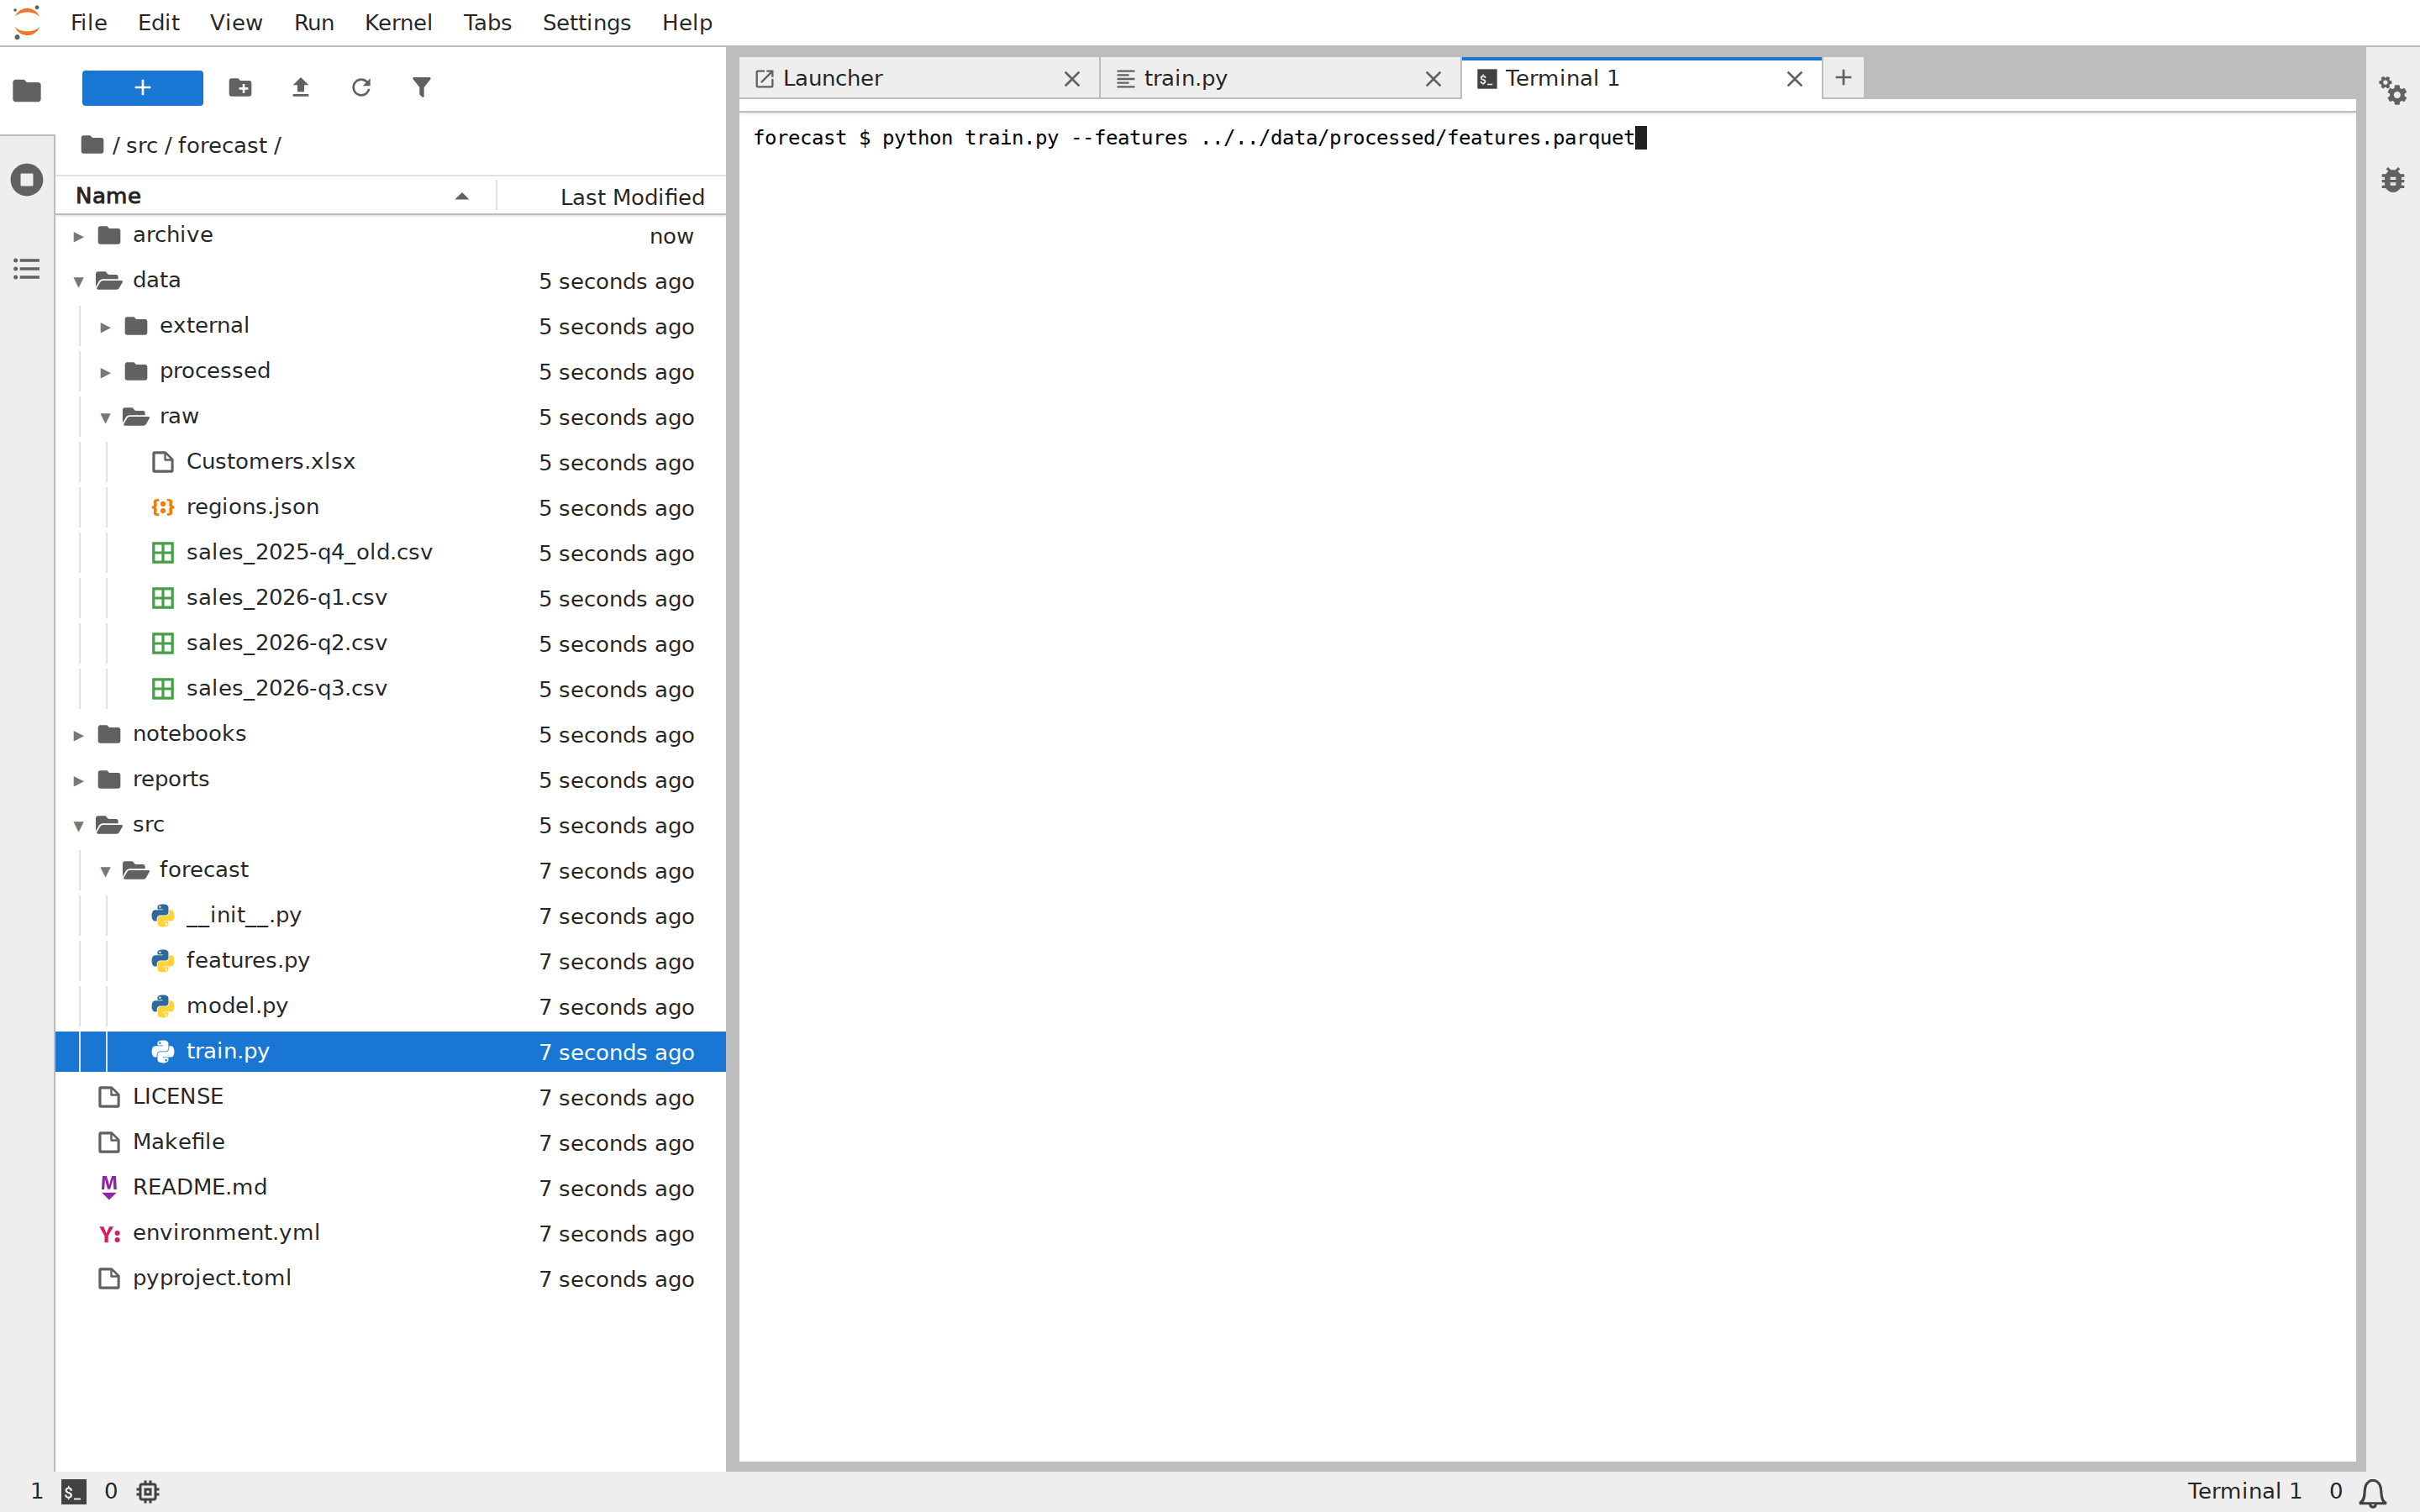 File Edit View Run Kernel Tabs Settings Help
/ src / forecast /
Name Last Modified
archive now
data 5 seconds ago
external 5 seconds ago
processed 5 seconds ago
raw 5 seconds ago
Customers.xlsx 5 seconds ago
regions.json 5 seconds ago
sales_2025-q4_old.csv 5 seconds ago
sales_2026-q1.csv 5 seconds ago
sales_2026-q2.csv 5 seconds ago
sales_2026-q3.csv 5 seconds ago
notebooks 5 seconds ago
reports 5 seconds ago
src 5 seconds ago
forecast 7 seconds ago
__init__.py 7 seconds ago
features.py 7 seconds ago
model.py 7 seconds ago
train.py 7 seconds ago
LICENSE 7 seconds ago
Makefile 7 seconds ago
README.md 7 seconds ago
environment.yml 7 seconds ago
pyproject.toml 7 seconds ago
Launcher train.py Terminal 1
forecast $ python train.py --features ../../data/processed/features.parquet
1 0 Terminal 1 0